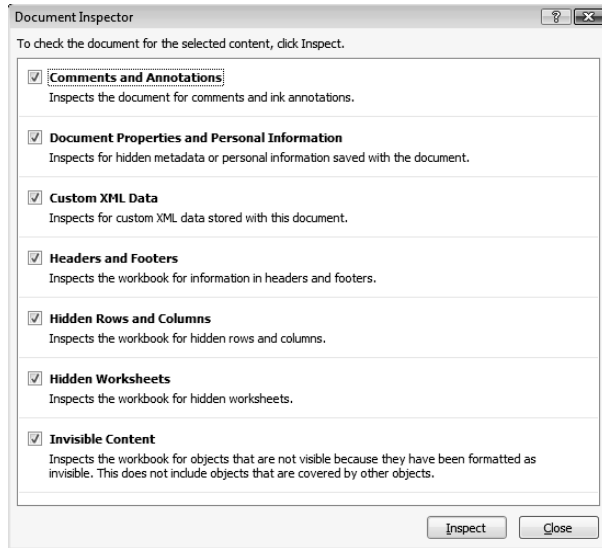 Document Inspector
To check the document for the selected content, click Inspect.
Comments and Annotations
Inspects the document for comments and ink annotations.
Document Properties and Personal Information
Inspects for hidden metadata or personal information saved with the document.
Custom XML Data
Inspects for custom XML data stored with this document.
Headers and Footers
Inspects the workbook for information in headers and footers.
Hidden Rows and Columns
Inspects the workbook for hidden rows and columns.
Hidden Worksheets
Inspects the workbook for hidden worksheets.
Invisible Content
Inspects the workbook for objects that are not visible because they have been formatted as
invisible. This does not include objects that are covered by other objects.
Inspect Close